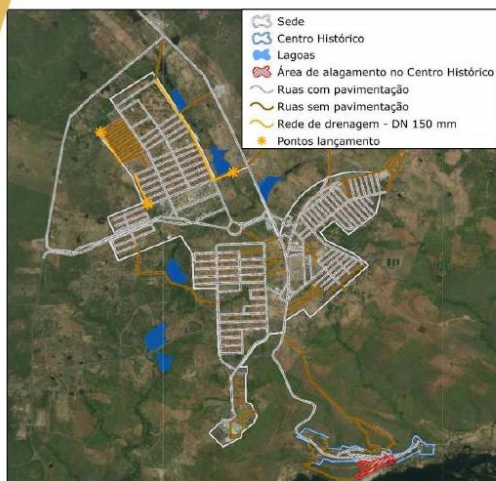 Sede
Centro Histórico
Lagoas
Área de alagamento no Centro Histórico
Ruas com pavimentação
Ruas sem pavimentação
Rede de drenagem - DN 150 mm
Pontos lançamento